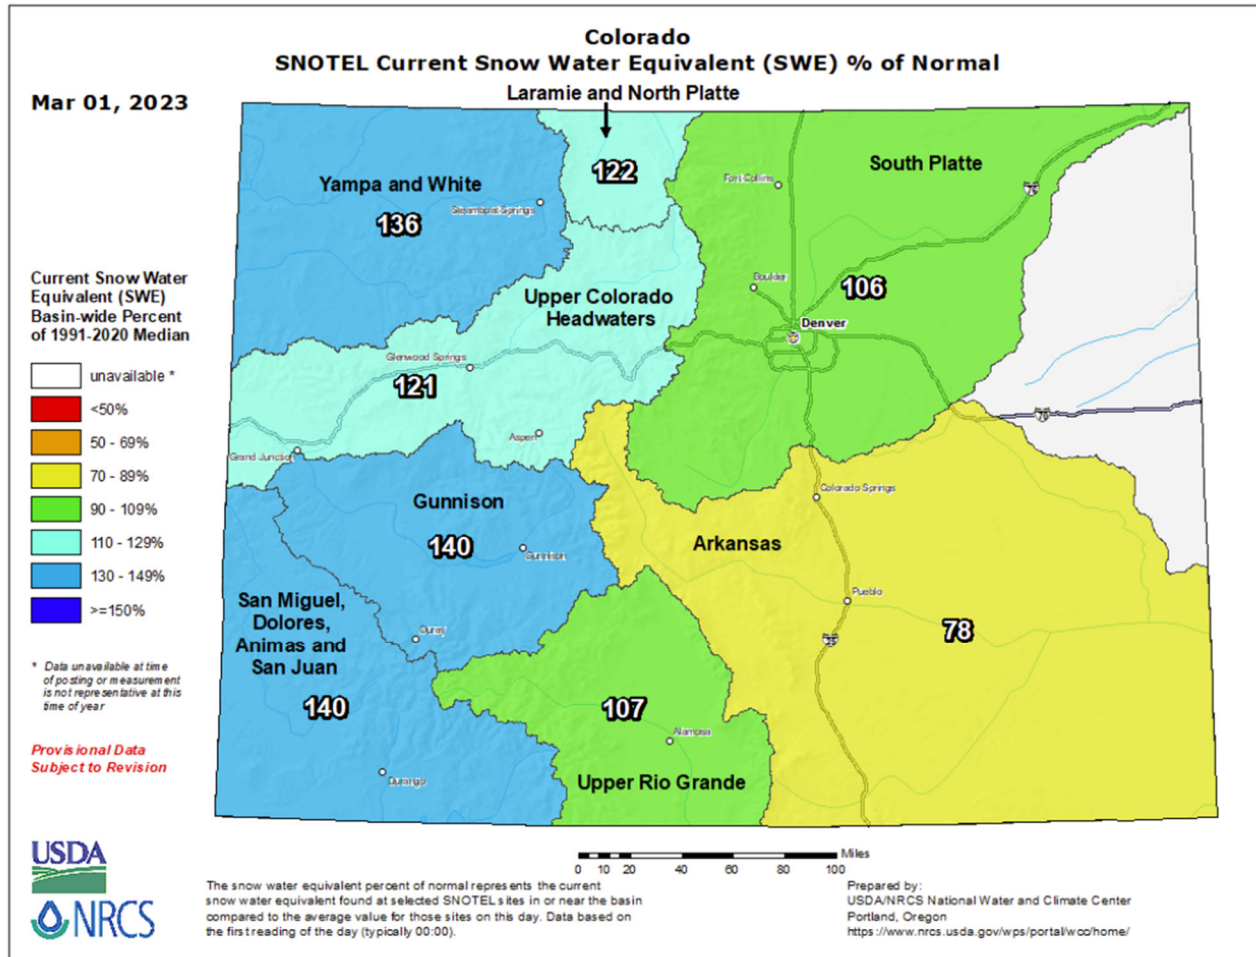 Colorado
SNOTEL Current Snow Water Equivalent (SWE) % of Normal
Mar 01, 2023
Laramie and North Platte
122
South Platte
Yampa and White
Fort Collins
76
Steamboat Springs
136
Current Snow Water
Equivalent (SWE)
Basin-wide Percent
of 1991-2020 Median
unavailable *
<50%
50 - 69%
70 - 89%
90 - 109%
110 - 129%
130 - 149%
>=150%
Upper Colorado
Headwaters
Boulder
106
Denver
Glenwood Springs
121
70
Aspen
Grand Junction
Colorado Springs
Gunnison
140
Gunnison
Arkansas
Pueblo
San Miguel,
Dolores,
Animas and
San Juan
Ouray
78
25
140
107
Alamosa
Durango
Upper Rio Grande
* Data unavailable at time
of posting or measurement
is not representative at this
time of year
Provisional Data
Subject to Revision
Miles
0 10 20 40 60 80 100
USDA
NRCS
The snow water equivalent percent of normal represents the current
snow water equivalent found at selected SNOTEL sites in or near the basin
compared to the average value for those sites on this day. Data based on
the first reading of the day (typically 00:00).
Prepared by:
USDA/NRCS National Water and Climate Center
Portland, Oregon
https://www.nrcs.usda.gov/wps/portal/wcc/home/